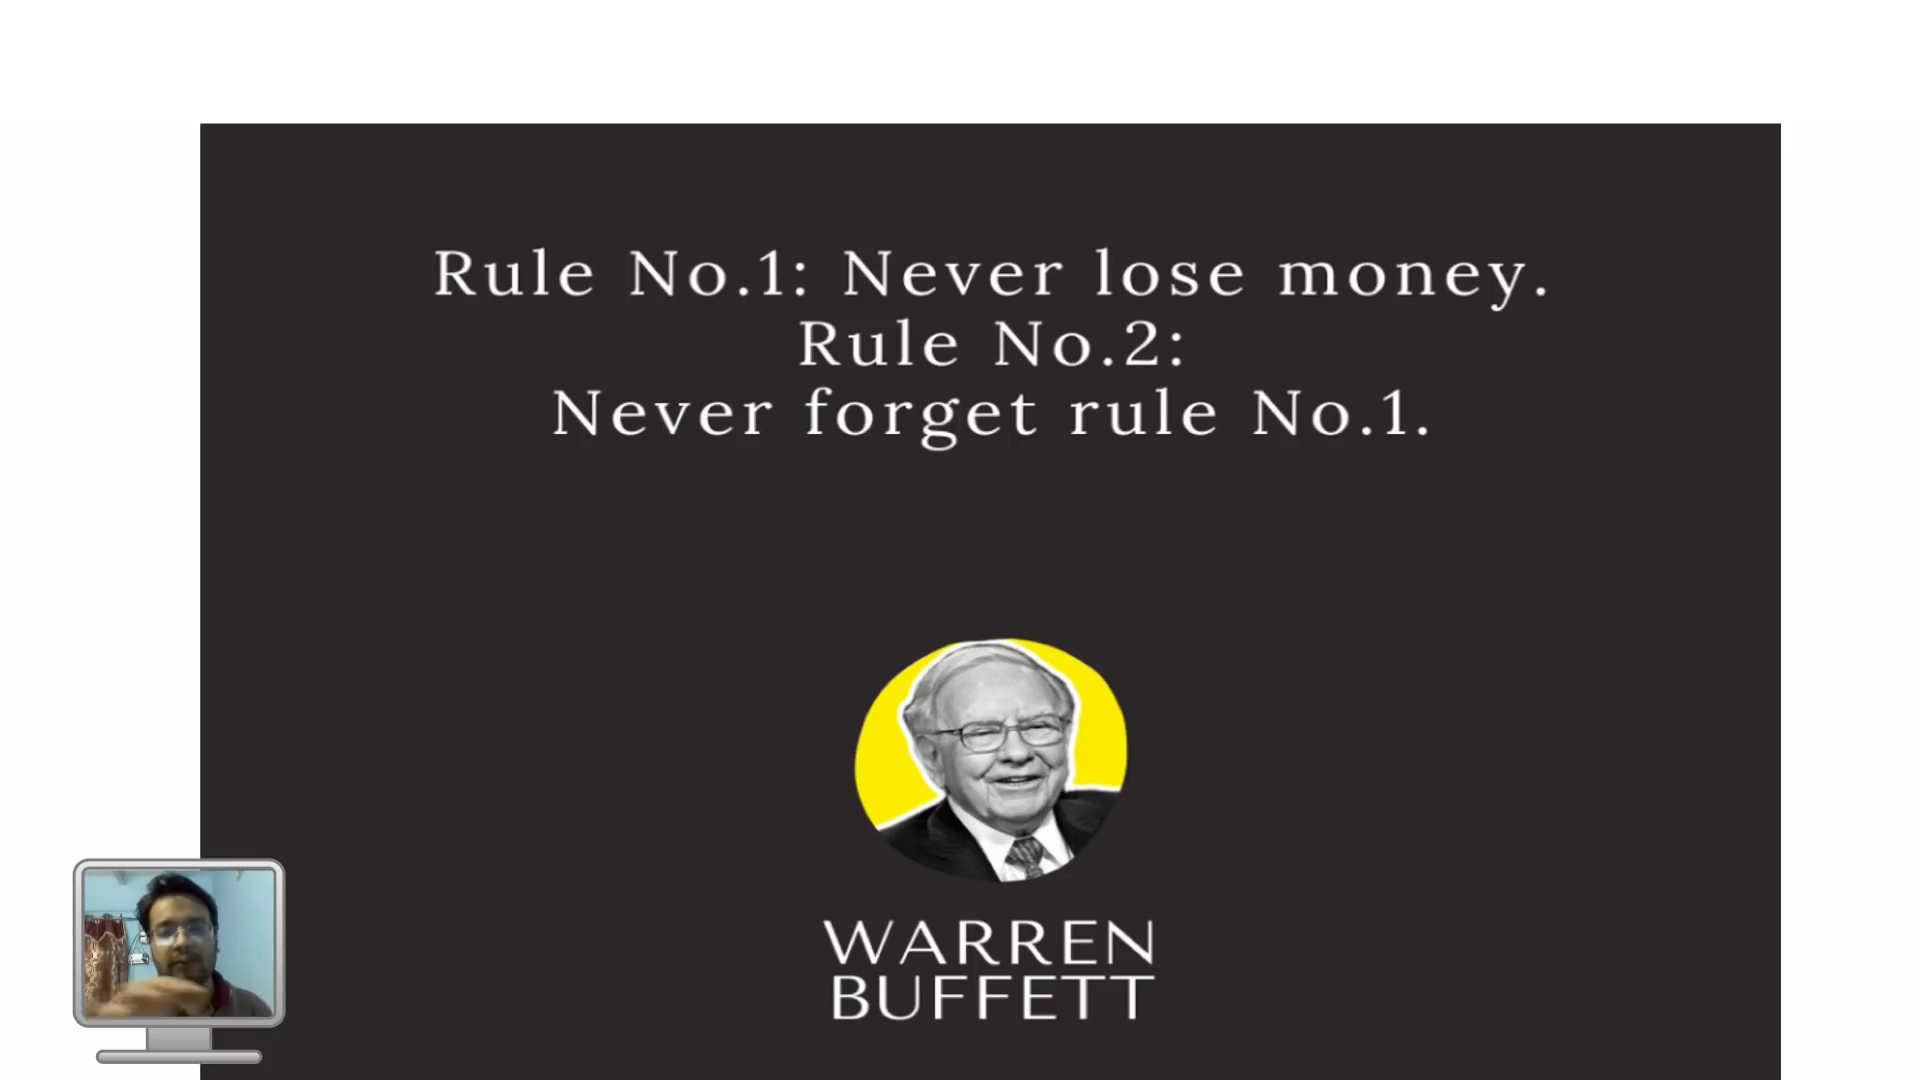 Rule No.1: Never lose money.
Rule No.2:
Never forget rule No.1.
WARREN
BUFFETT